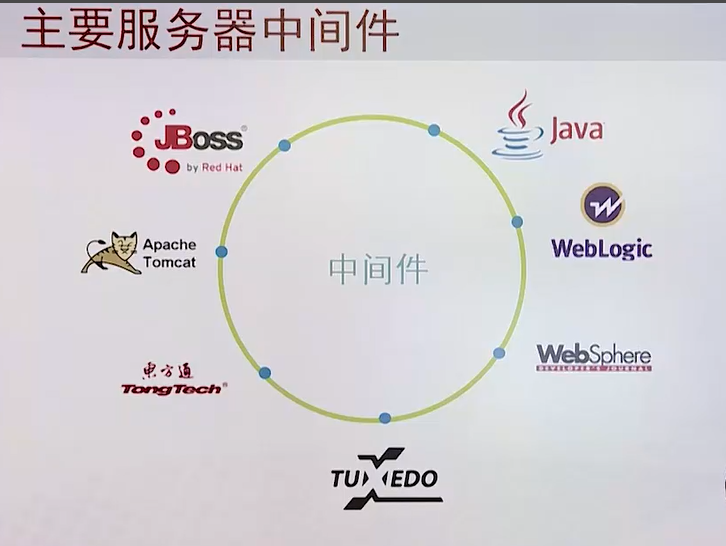 主要服务器中间件
JBoss®
by Red Hat
Java
Apache
Tomcat
中间件
WebLogic
东方通
TongTech®
WebSphere
DEVELOPER'S JOURNAL
TUXEDO